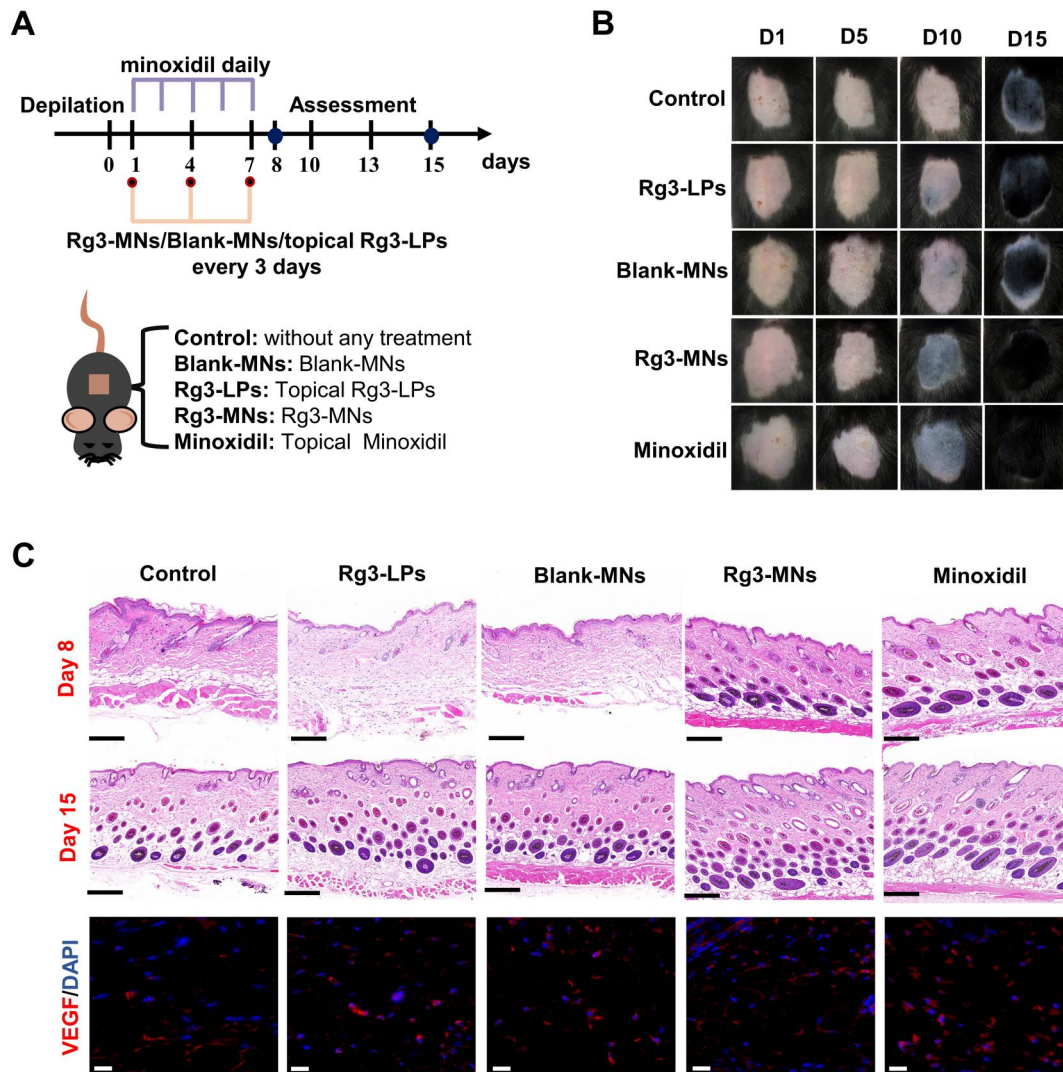 A
minoxidil daily
Depilation
Assessment
0 1 4 7 8 10 13 15 days
Rg3-MNs/Blank-MNs/topical Rg3-LPs
every 3 days
Control: without any treatment
Blank-MNs: Blank-MNs
Rg3-LPs: Topical Rg3-LPs
Rg3-MNs: Rg3-MNs
Minoxidil: Topical Minoxidil
B
D1 D5 D10 D15
Control
Rg3-LPs
Blank-MNs
Rg3-MNs
Minoxidil
C
Control Rg3-LPs Blank-MNs Rg3-MNs Minoxidil
Day 8
Day 15
VEGF/DAPI